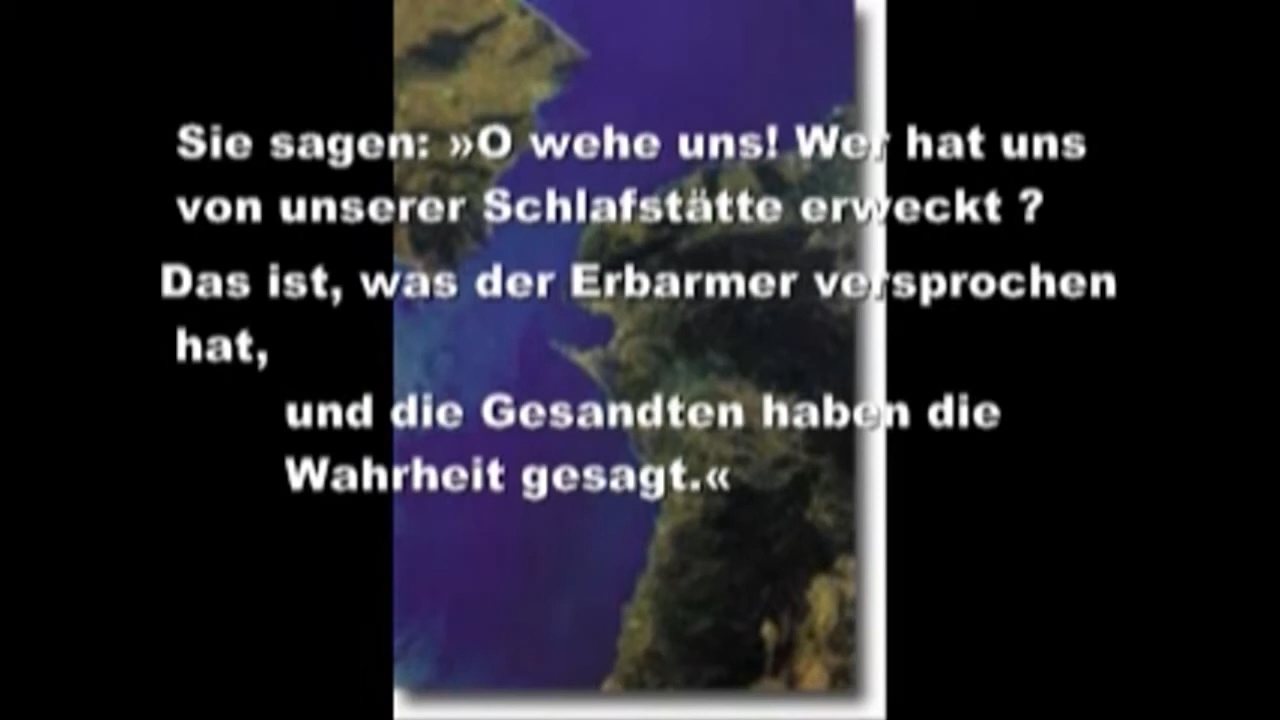 Sie sagen: »O wehe uns! Wer hat uns
von unserer Schlafstätte erweckt ?
Das ist, was der Erbarmer versprochen
hat,
und die Gesandten haben die
Wahrheit gesagt.«